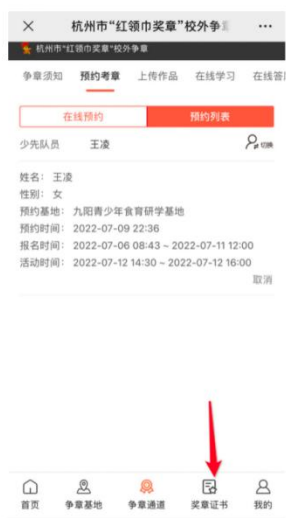 杭州市“红领巾奖章”校外争
杭州市“红领巾奖章”校外争章
争章须知 预约考章 上传作品 在线学习 在线答
在线预约 预约列表
少先队员 王凌 切换
姓名： 王凌
性别： 女
预约基地： 九阳青少年食育研学基地
预约时间： 2022-07-09 22:36
报名时间： 2022-07-06 08:43 ~ 2022-07-11 12:00
活动时间： 2022-07-12 14:30 ~ 2022-07-12 16:00
取消
首页 争章基地 争章通道 奖章证书 我的